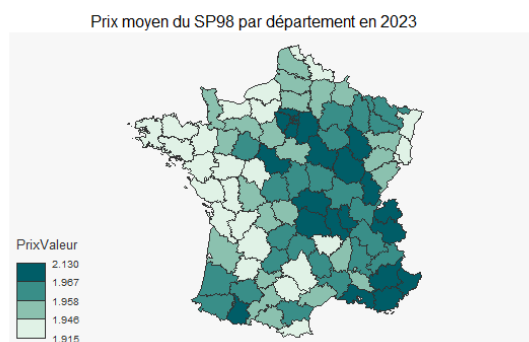 Prix moyen du SP98 par département en 2023
PrixValeur
2.130
1.967
1.958
1.946
1.915